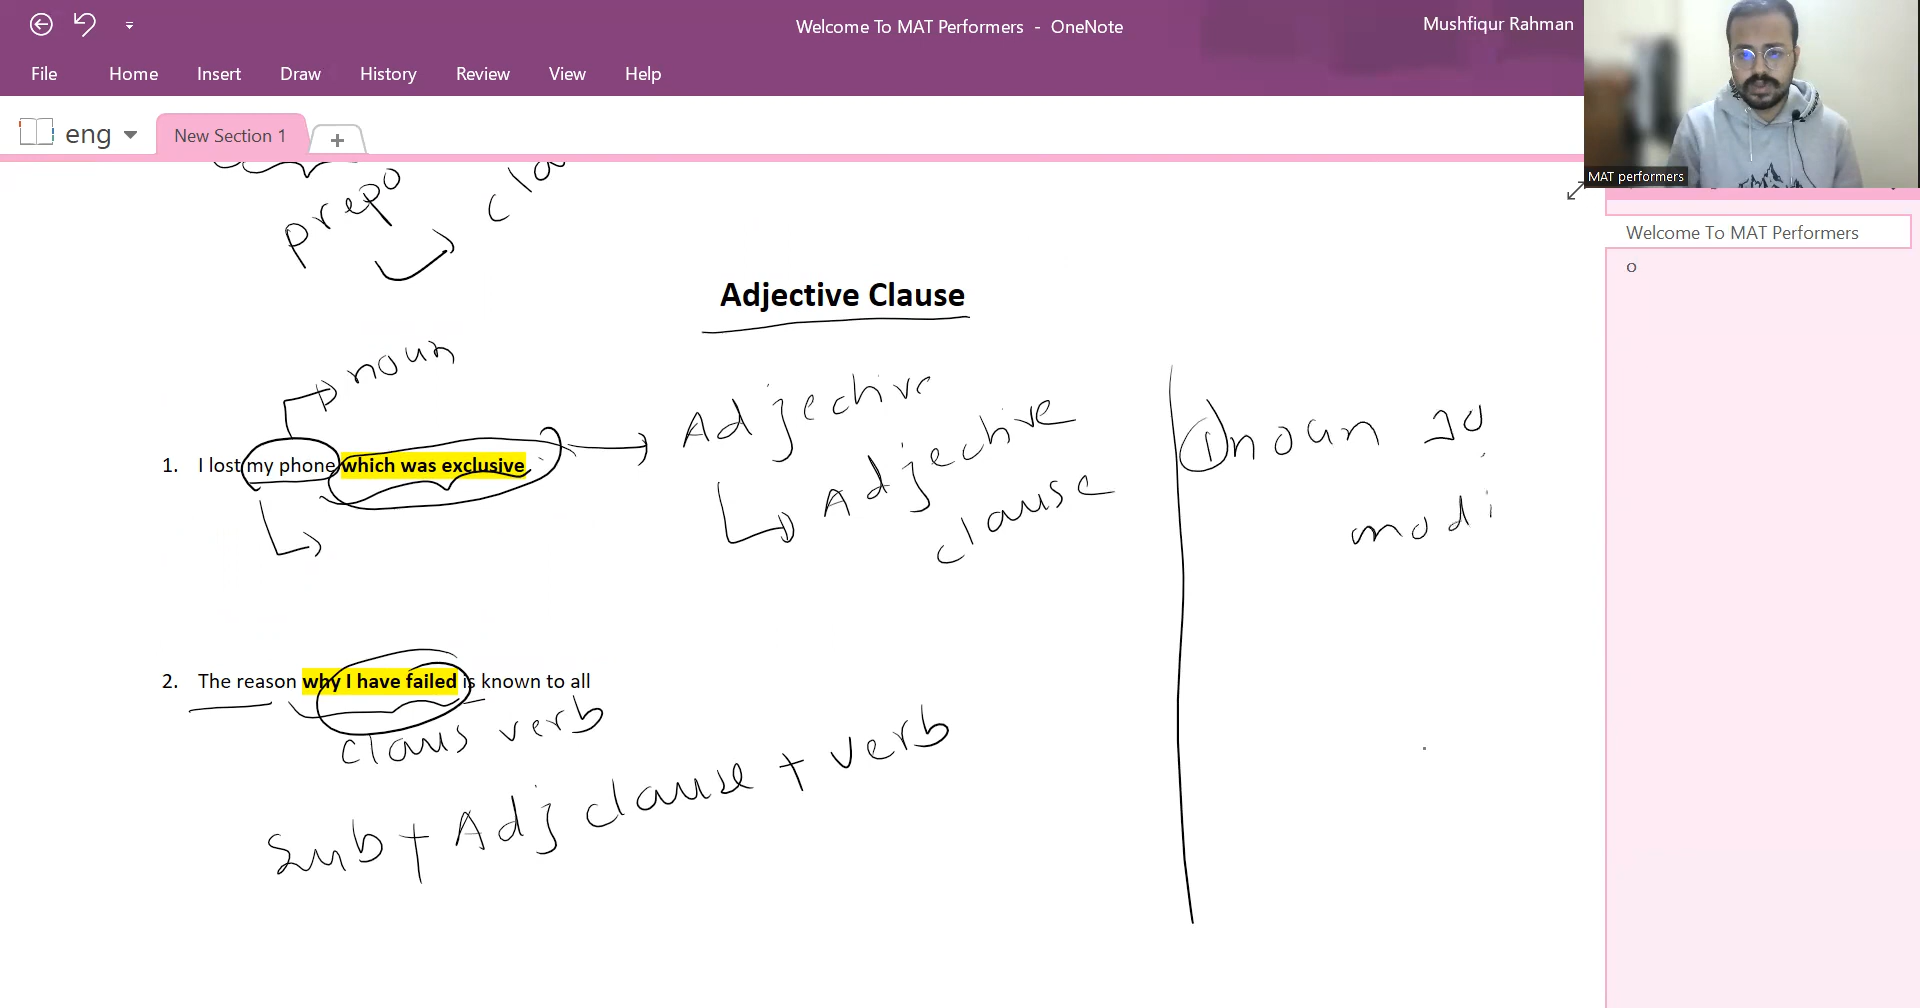 Welcome To MAT Performers - OneNote
Mushfiqur Rahman
File Home Insert Draw History Review View Help
MAT performers
eng
New Section 1
+
Welcome To MAT Performers
o
prepo
cla
Adjective Clause
noun
Adjective
Adjective
clause
1. I lost my phone which was exclusive.
noun
modi
2. The reason why I have failed is known to all
claus verb
Sub + Adj clause + verb